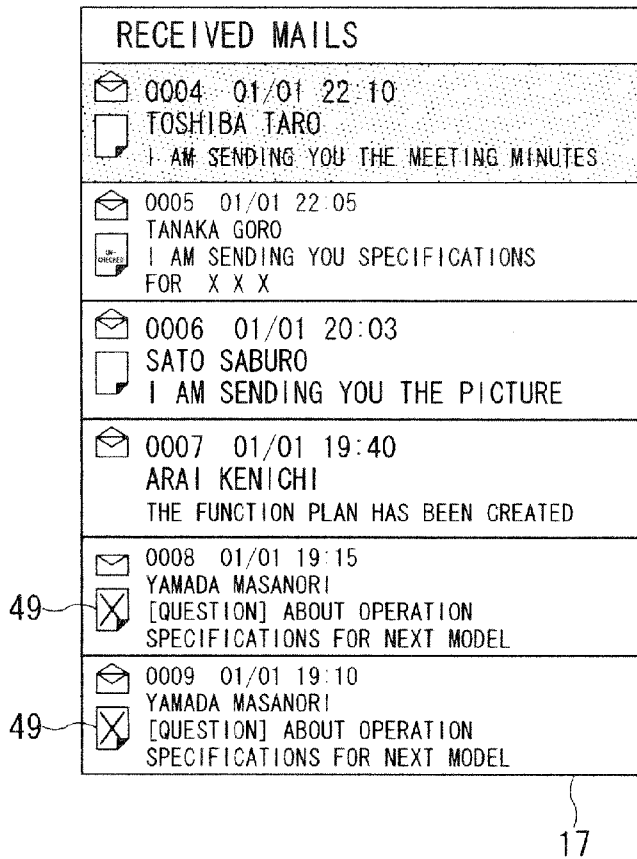 RECEIVED MAILS
0004 01/01 22:10
TOSHIBA TARO
I AM SENDING YOU THE MEETING MINUTES
0005 01/01 22:05
TANAKA GORO
UN-
CHECKED
I AM SENDING YOU SPECIFICATIONS
FOR X X X
0006 01/01 20:03
SATO SABURO
I AM SENDING YOU THE PICTURE
0007 01/01 19:40
ARAI KENICHI
THE FUNCTION PLAN HAS BEEN CREATED
0008 01/01 19:15
YAMADA MASANORI
49
[QUESTION] ABOUT OPERATION
SPECIFICATIONS FOR NEXT MODEL
0009 01/01 19:10
YAMADA MASANORI
49
[QUESTION] ABOUT OPERATION
SPECIFICATIONS FOR NEXT MODEL
17